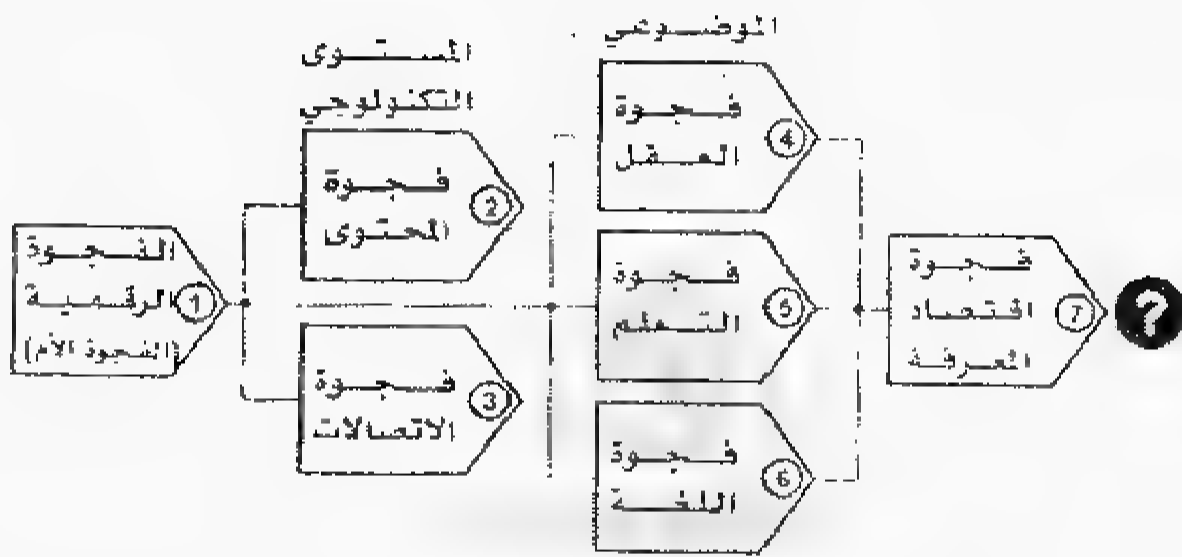 الموضوعي
المستوى
التكنولوجي
الفجوة
الرقمية
(الفجوة الأم)
1
فجوة
المحتوى
2
فجوة
الاتصالات
3
فجوة
العقل
4
فجوة
التعلم
5
فجوة
اللغة
6
فجوة
اقتصاد
المعرفة
7
?